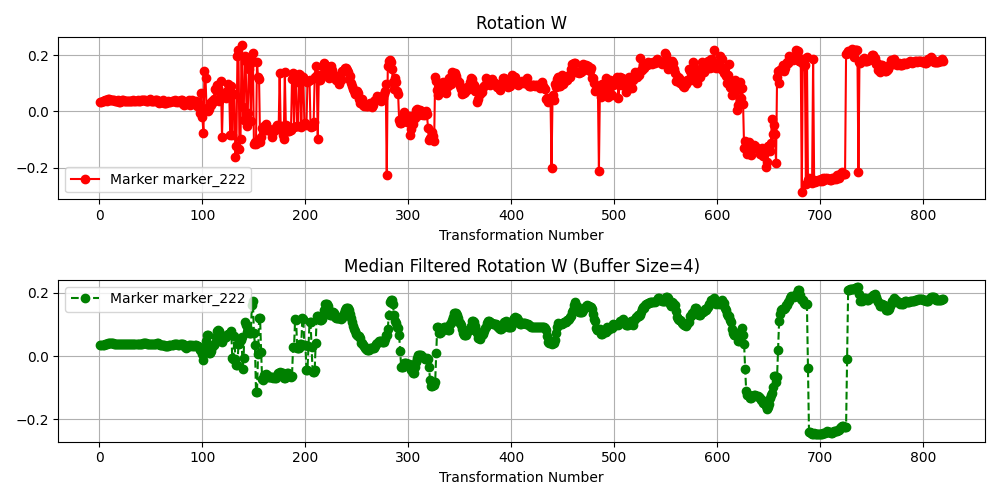 Rotation W
0.2
0.0
−0.2
Marker marker_222
0 100 200 300 400 500 600 700 800
Transformation Number
Median Filtered Rotation W (Buffer Size=4)
0.2
0.0
−0.2
Marker marker_222
0 100 200 300 400 500 600 700 800
Transformation Number